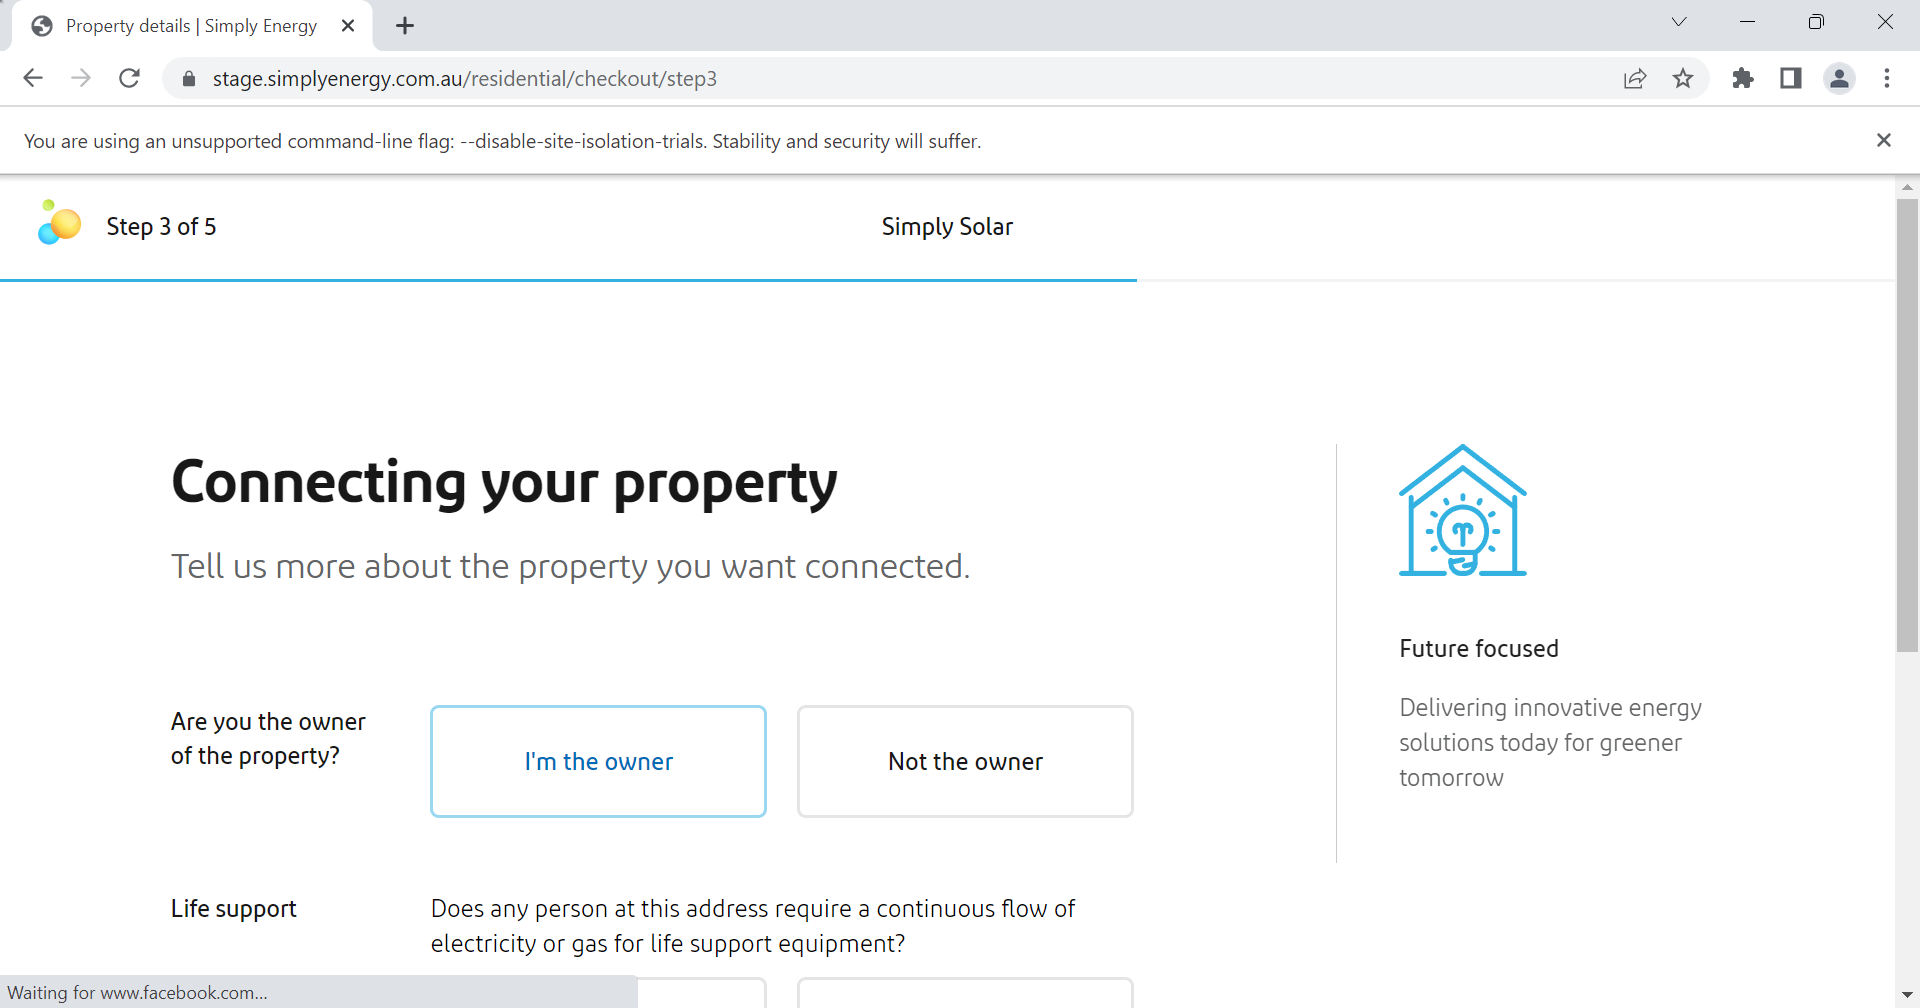 Property details | Simply Energy
stage.simplyenergy.com.au/residential/checkout/step3
You are using an unsupported command-line flag: --disable-site-isolation-trials. Stability and security will suffer.
Step 3 of 5
Simply Solar
Connecting your property
Tell us more about the property you want connected.
Are you the owner
of the property?
I'm the owner
Not the owner
Life support
Does any person at this address require a continuous flow of
electricity or gas for life support equipment?
Future focused
Delivering innovative energy
solutions today for greener
tomorrow
Waiting for www.facebook.com...